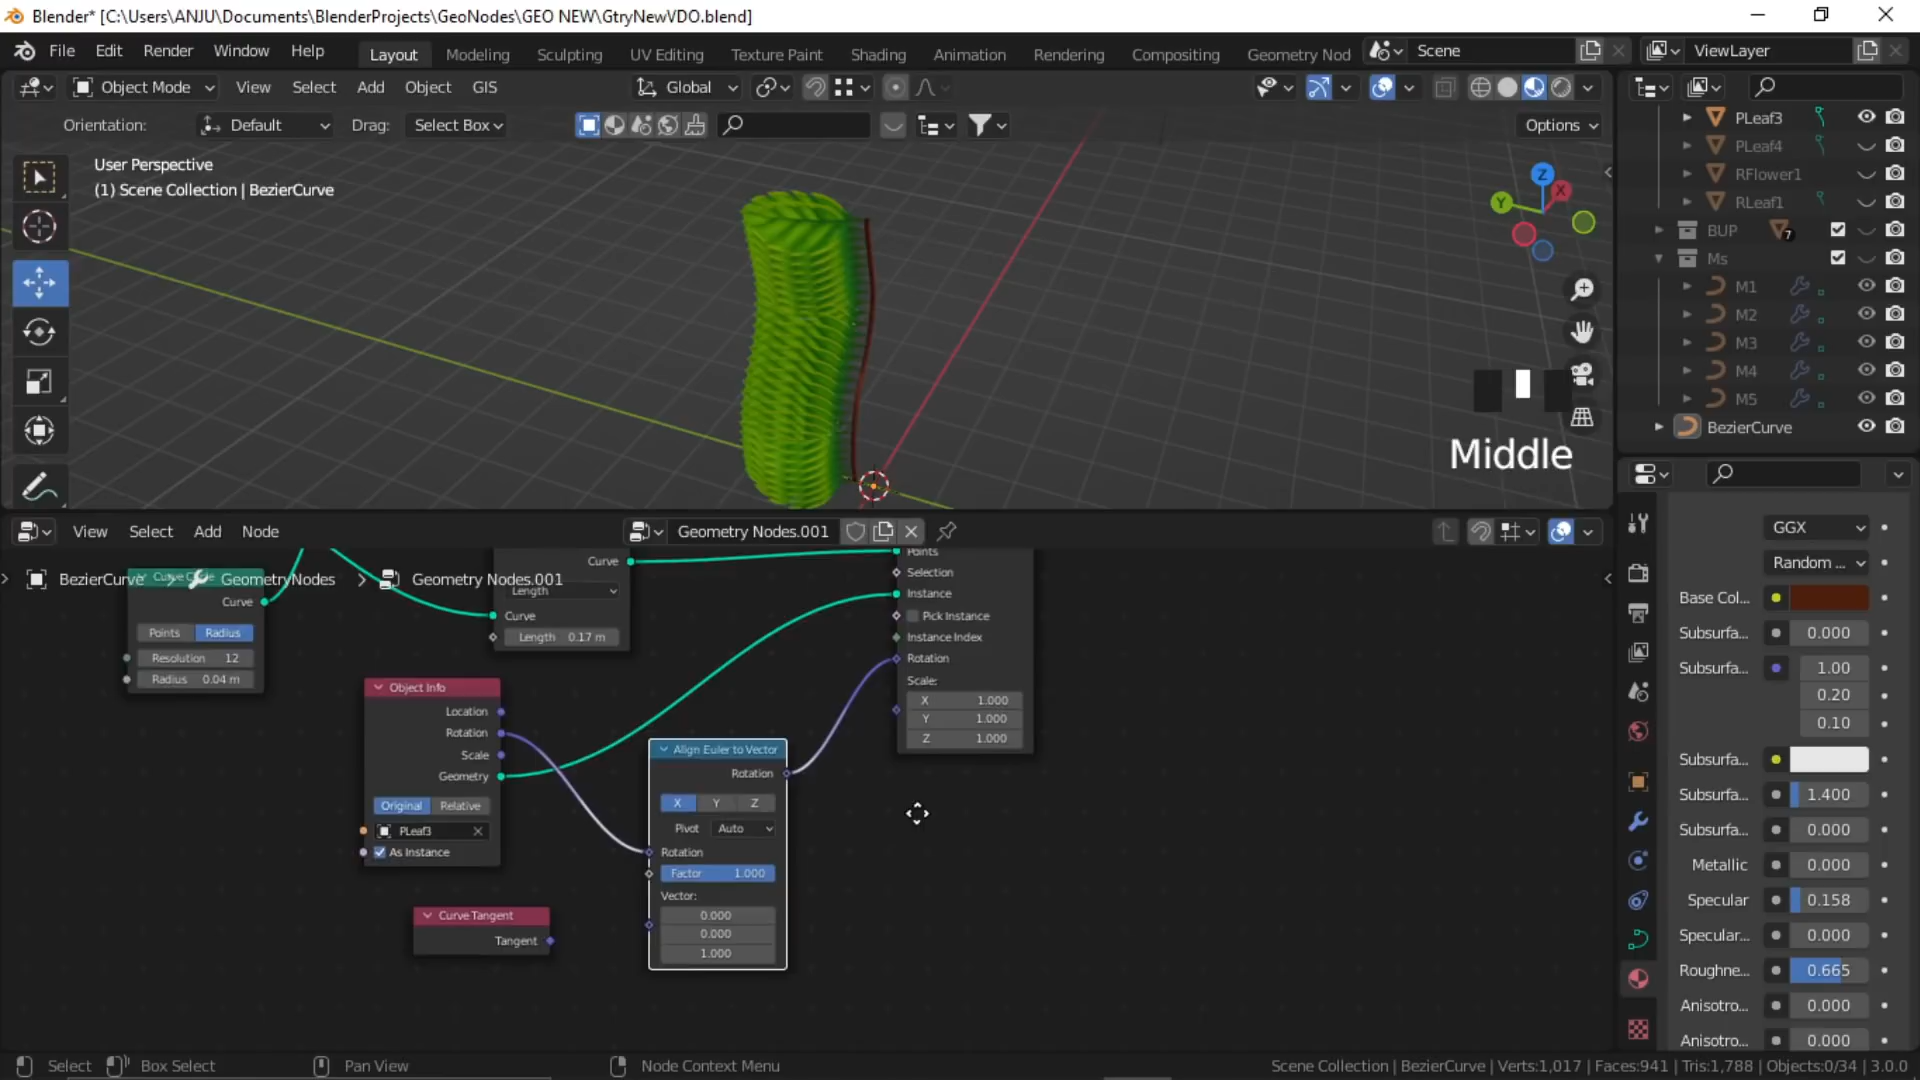 Blender* [C:\Users\ANJU\Documents\BlenderProjects\GeoNodes\GEO NEW\GtryNewVDO.blend]
File Edit Render Window Help Layout Modeling Sculpting UV Editing Texture Paint Shading Animation Rendering Compositing Geometry Nod Scene ViewLayer
Object Mode View Select Add Object GIS Global
Orientation: Default Drag: Select Box Options
User Perspective
(1) Scene Collection | BezierCurve
Z
X
Y
Middle
PLeaf3
PLeaf4
RFlower1
RLeaf1
BUP 7
Ms
M1
M2
M3
M4
M5
BezierCurve
View Select Add Node Geometry Nodes.001
BezierCurve GeometryNodes Geometry Nodes.001
Curve
Points Radius
Resolution 12
Radius 0.04 m
Curve
Length
Curve
Length 0.17 m
Object Info
Location
Rotation
Scale
Geometry
Original Relative
PLeaf3
As Instance
Curve Tangent
Tangent
Align Euler to Vector
Rotation
X Y Z
Pivot Auto
Rotation
Factor 1.000
Vector:
0.000
0.000
1.000
Points
Selection
Instance
Pick Instance
Instance Index
Rotation
Scale:
X 1.000
Y 1.000
Z 1.000
GGX
Random ...
Base Col...
Subsurfa... 0.000
Subsurfa... 1.00
0.20
0.10
Subsurfa...
Subsurfa... 1.400
Subsurfa... 0.000
Metallic 0.000
Specular 0.158
Specular... 0.000
Roughne... 0.665
Anisotro... 0.000
Anisotro... 0.000
Select Box Select Pan View Node Context Menu Scene Collection | BezierCurve | Verts:1,017 | Faces:941 | Tris:1,788 | Objects:0/34 | 3.0.0